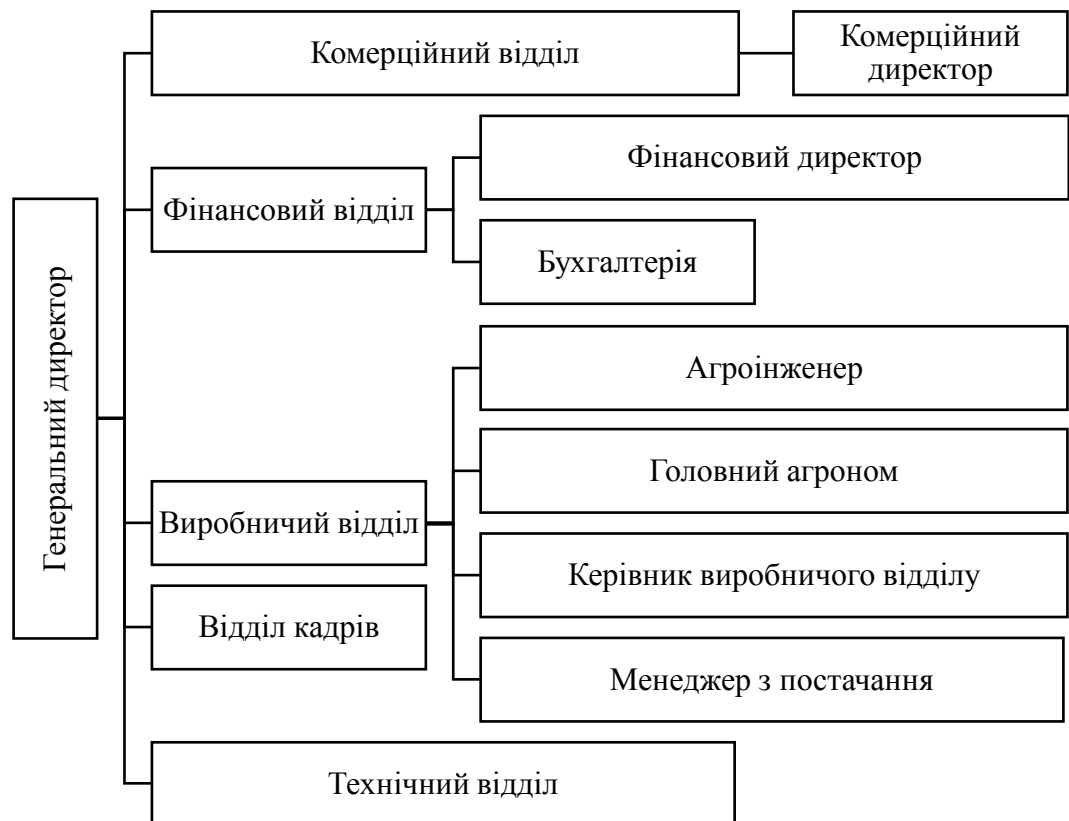 Генеральний директор
Комерційний відділ
Комерційний
директор
Фінансовий відділ
Фінансовий директор
Бухгалтерія
Виробничий відділ
Агроінженер
Головний агроном
Керівник виробничого відділу
Менеджер з постачання
Відділ кадрів
Технічний відділ